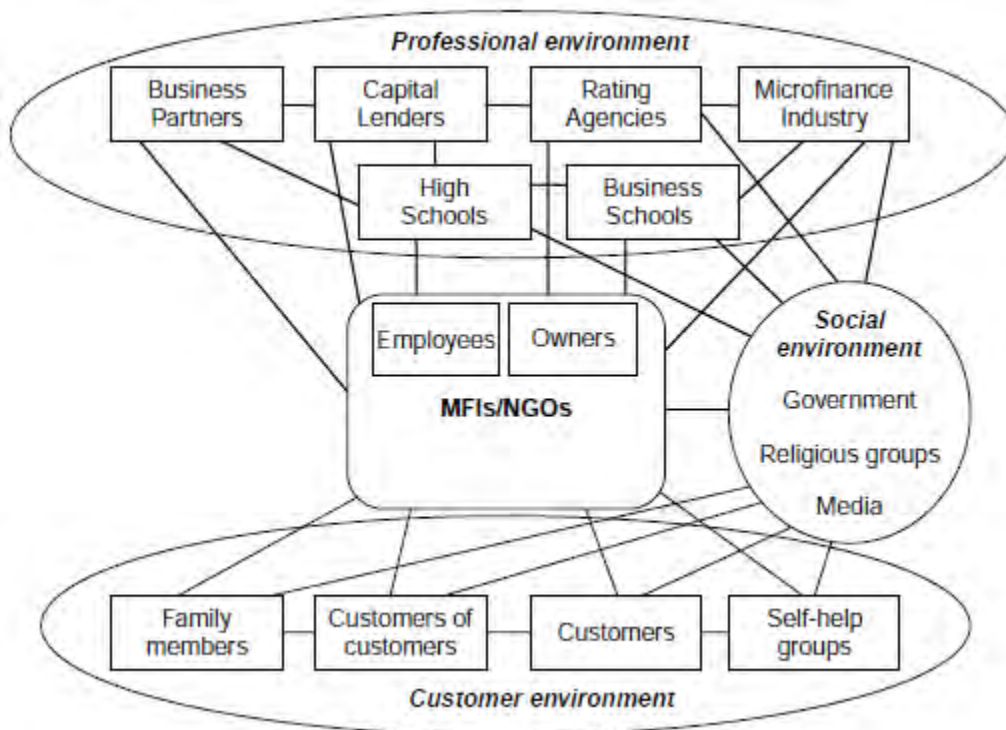 Professional environment
Business
Partners
Capital
Lenders
Rating
Agencies
Microfinance
Industry
High
Schools
Business
Schools
Employees
Owners
MFIs/NGOs
Social
environment
Government
Religious groups
Media
Family
members
Customers of
customers
Customers
Self-help
groups
Customer environment